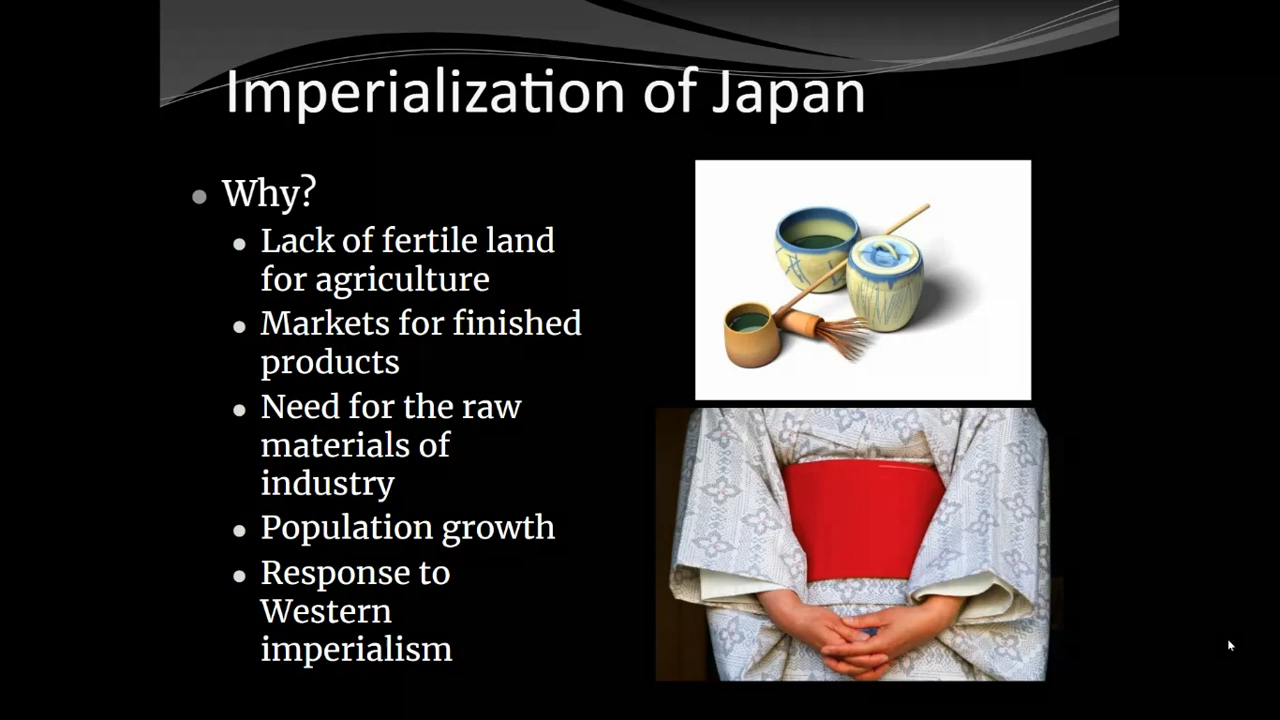 Imperialization of Japan
Why?
Lack of fertile land
for agriculture
Markets for finished
products
Need for the raw
materials of
industry
Population growth
Response to
Western
imperialism